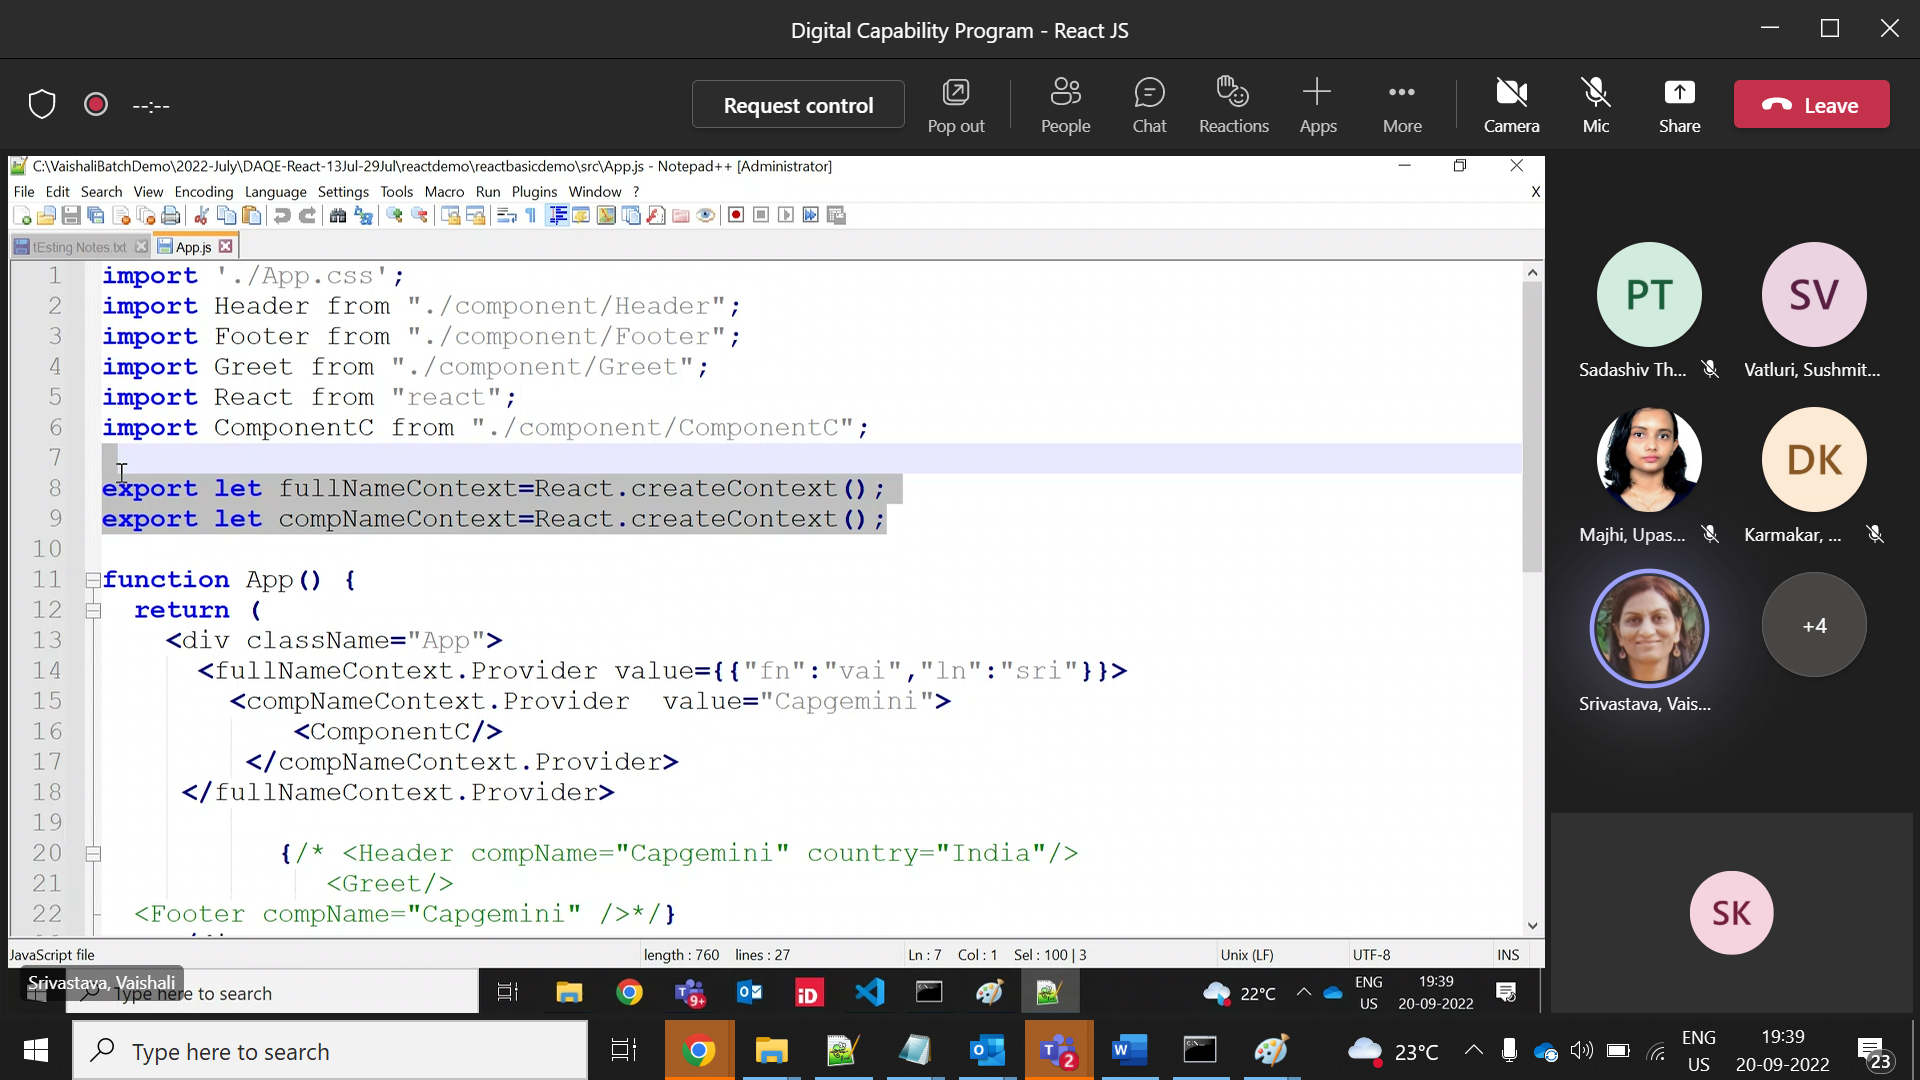 Digital Capability Program - React JS
--:--
Request control
Pop out
People
Chat
Reactions
Apps
More
Camera
Mic
Share
Leave
C:\VaishaliBatchDemo\2022-July\DAQE-React-13Jul-29Jul\reactdemo\reactbasicdemo\src\App.js - Notepad++ [Administrator]
File Edit Search View Encoding Language Settings Tools Macro Run Plugins Window ?
X
tEsting Notes.txt App.js
1 import './App.css';
2 import Header from "./component/Header";
3 import Footer from "./component/Footer";
4 import Greet from "./component/Greet";
5 import React from "react";
6 import ComponentC from "./component/ComponentC";
7
8 export let fullNameContext=React.createContext();
9 export let compNameContext=React.createContext();
10
11 function App() {
12 return (
13 <div className="App">
14 <fullNameContext.Provider value={{"fn":"vai","ln":"sri"}}>
15 <compNameContext.Provider value="Capgemini">
16 <ComponentC/>
17 </compNameContext.Provider>
18 </fullNameContext.Provider>
19
20 {/* <Header compName="Capgemini" country="India"/>
21 <Greet/>
22 <Footer compName="Capgemini" />*/}
JavaScript file length : 760 lines : 27 Ln : 7 Col : 1 Sel : 100 | 3 Unix (LF) UTF-8 INS
Srivastava, Vaishali
Type here to search
9+
iD
22°C
ENG
US
19:39
20-09-2022
PT
Sadashiv Th...
SV
Vatluri, Sushmit...
Majhi, Upas...
DK
Karmakar, ...
Srivastava, Vais...
+4
SK
Type here to search
2
23°C
ENG
US
19:39
20-09-2022
23